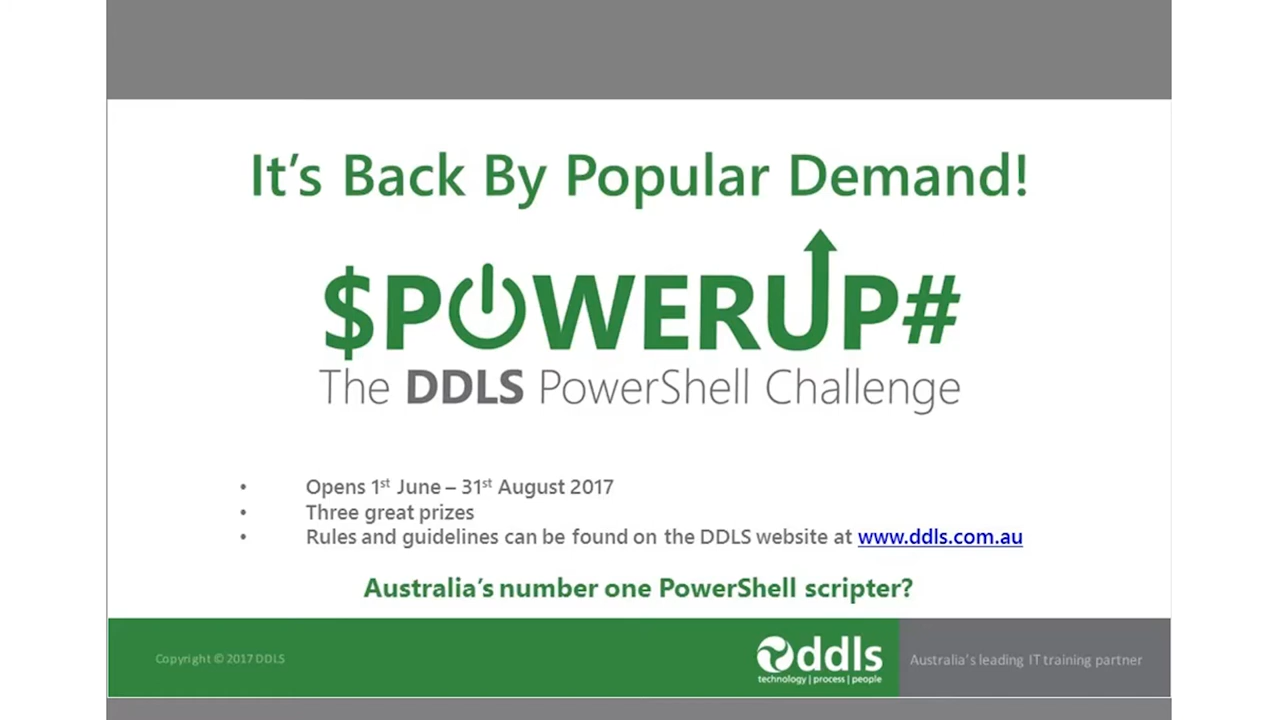 It's Back By Popular Demand!
$POWERUP#
The DDLS PowerShell Challenge
• Opens 1st June – 31st August 2017
• Three great prizes
• Rules and guidelines can be found on the DDLS website at www.ddls.com.au
Australia's number one PowerShell scripter?
Copyright © 2017 DDLS
ddls
technology | process | people
Australia's leading IT training partner